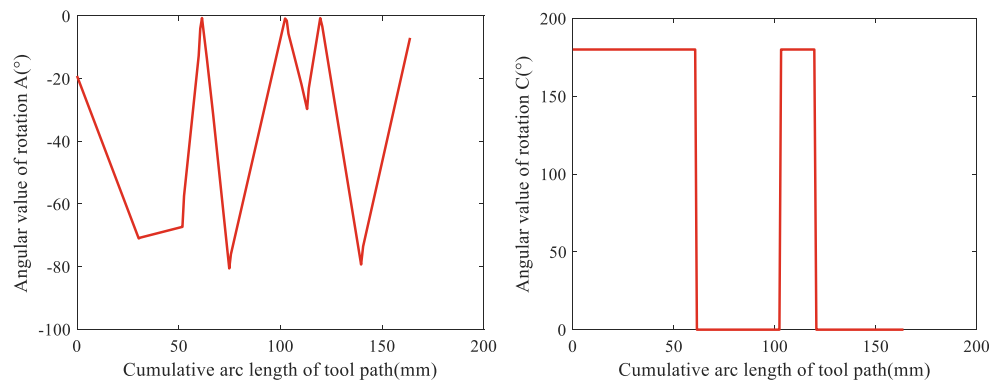 0
-20
-40
-60
-80
-100
Angular value of rotation A(°)
0 50 100 150 200
Cumulative arc length of tool path(mm)
200
150
100
50
0
Angular value of rotation C(°)
0 50 100 150 200
Cumulative arc length of tool path(mm)